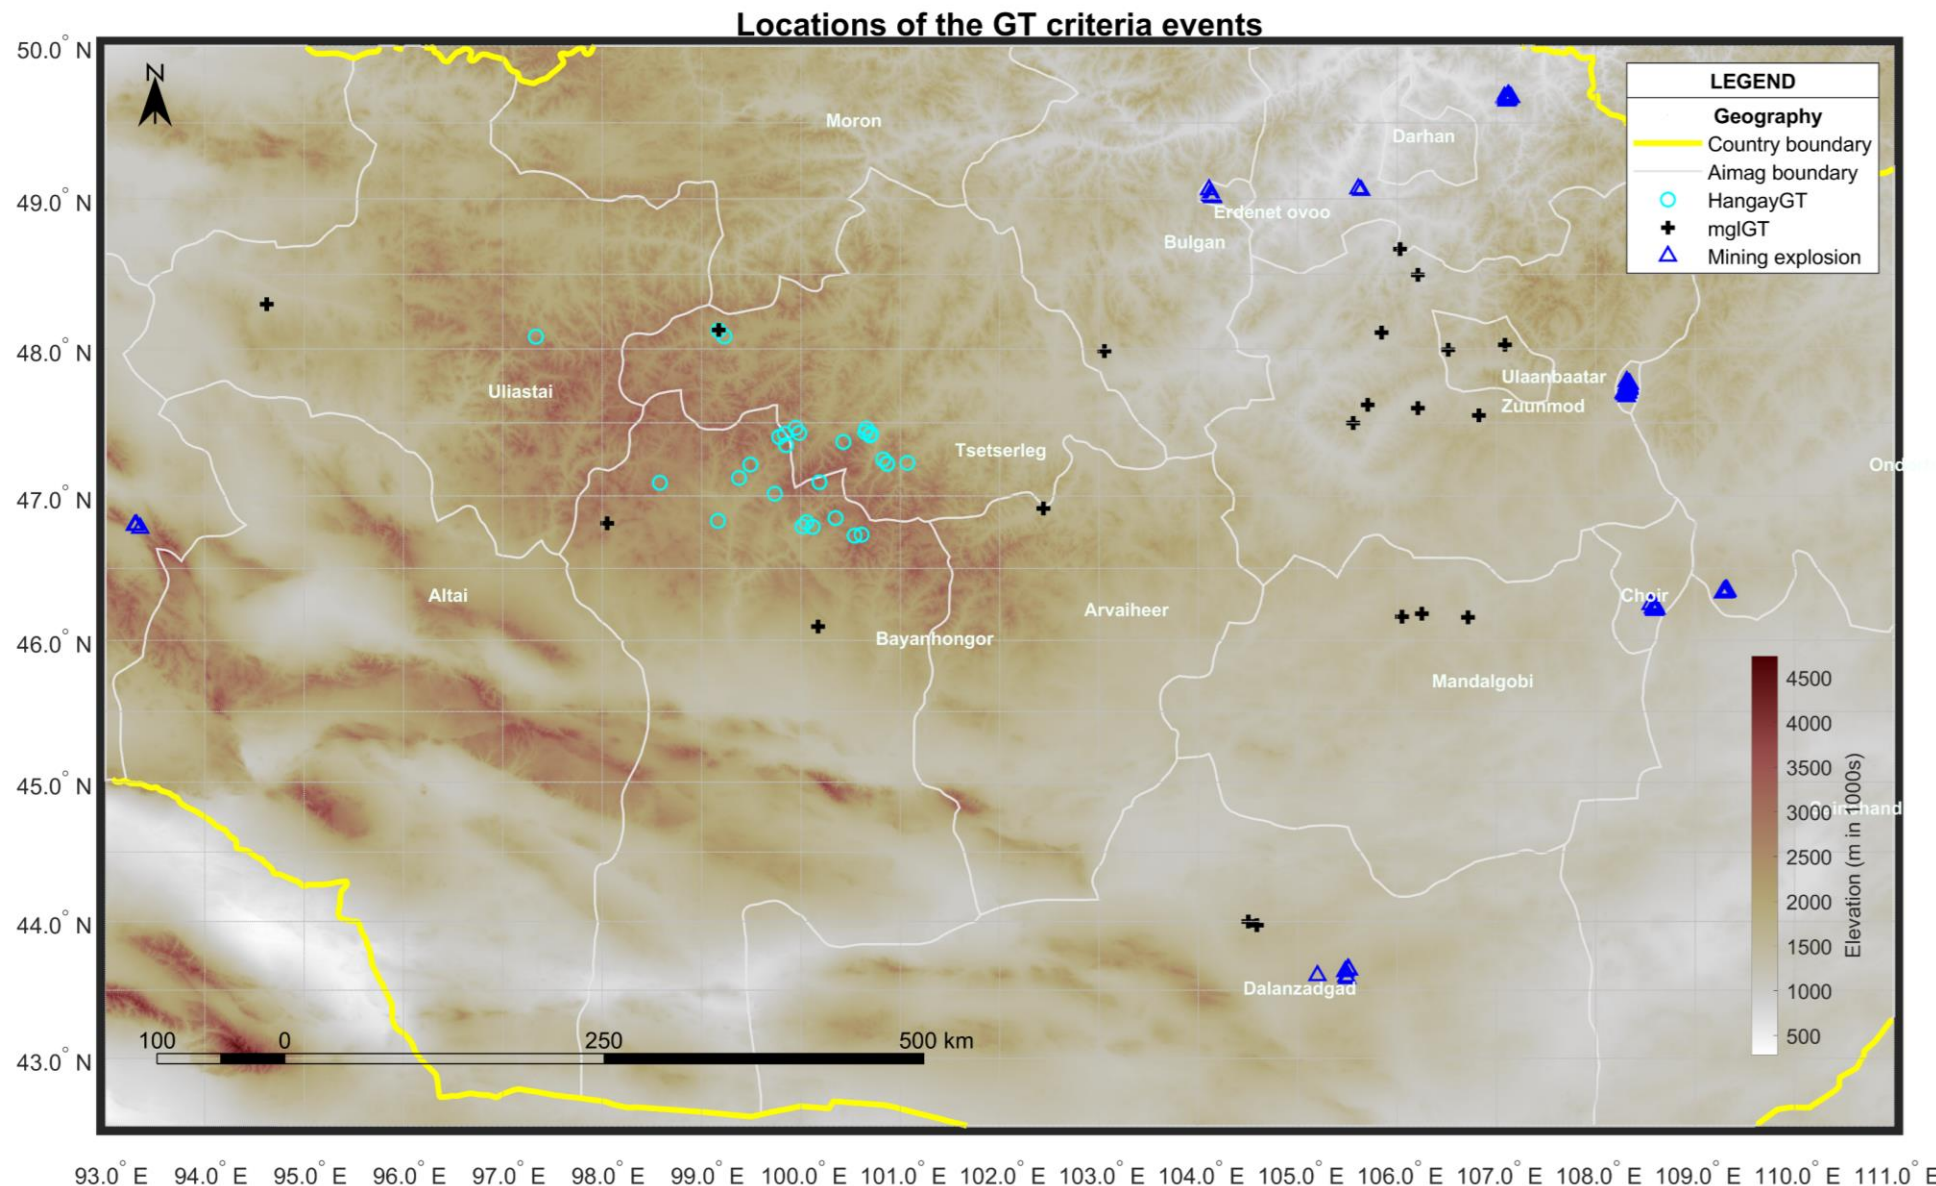 Locations of the GT criteria events
50.0° N
49.0° N
48.0° N
47.0° N
46.0° N
45.0° N
44.0° N
43.0° N
N
LEGEND
Geography
Country boundary
Aimag boundary
HangayGT
mglGT
Mining explosion
Moron
Darhan
Erdenet ovoo
Bulgan
Uliastai
Ulaanbaatar
Zuunmod
Tsetserleg
Altai
Choir
Arvaiheer
Bayanhongor
Mandalgobi
Dalanzadgad
4500
4000
3500
3000
2500
2000
1500
1000
500
Elevation (m in 1000s)
100 0 250 500 km
93.0° E 94.0° E 95.0° E 96.0° E 97.0° E 98.0° E 99.0° E 100.0° E 101.0° E 102.0° E 103.0° E 104.0° E 105.0° E 106.0° E 107.0° E 108.0° E 109.0° E 110.0° E 111.0° E